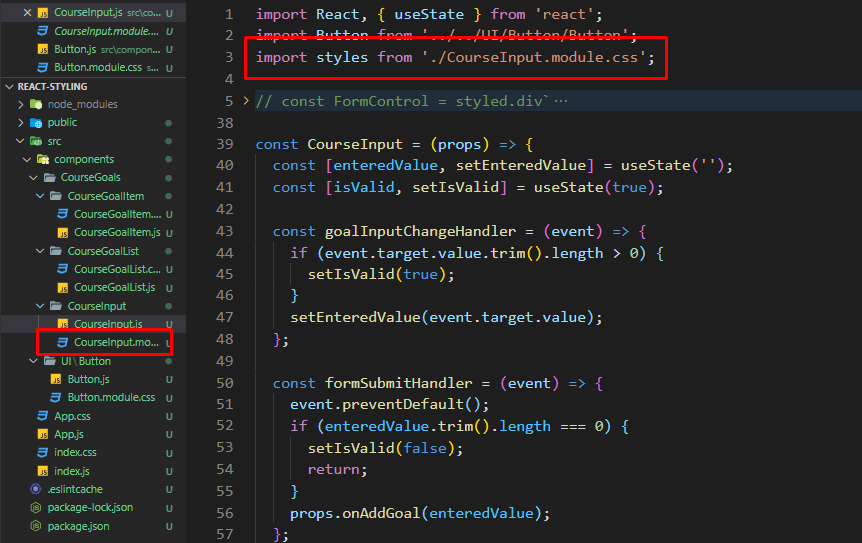 CourseInput.js src\co...
CourseInput.module....
Button.js src\compon...
Button.module.css s...
REACT-STYLING
node_modules
public
src
components
CourseGoals
CourseGoalItem
CourseGoalItem.... U
CourseGoalItem.js U
CourseGoalList
CourseGoalList.c... U
CourseGoalList.js U
CourseInput
CourseInput.js U
CourseInput.mo... U
UI\Button
Button.js U
Button.module.css U
App.css U
App.js U
index.css U
index.js U
.eslintcache U
package-lock.json U
package.json U
1 import React, { useState } from 'react';
2 import Button from '../../UI/Button/Button';
3 import styles from './CourseInput.module.css';
4
5 // const FormControl = styled.div`…
38
39 const CourseInput = (props) => {
40 const [enteredValue, setEnteredValue] = useState('');
41 const [isValid, setIsValid] = useState(true);
42
43 const goalInputChangeHandler = (event) => {
44 if (event.target.value.trim().length > 0) {
45 setIsValid(true);
46 }
47 setEnteredValue(event.target.value);
48 };
49
50 const formSubmitHandler = (event) => {
51 event.preventDefault();
52 if (enteredValue.trim().length === 0) {
53 setIsValid(false);
54 return;
55 }
56 props.onAddGoal(enteredValue);
57 };